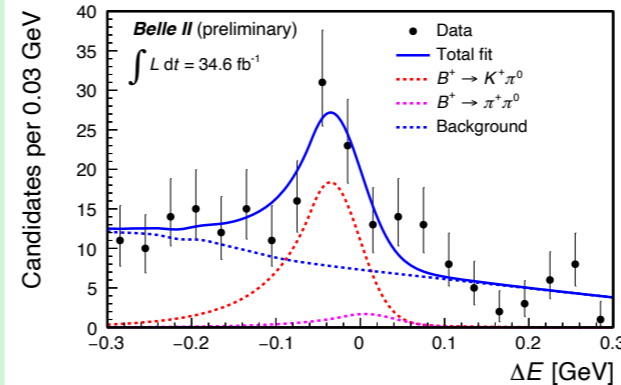 Candidates per 0.03 GeV
40
35
30
25
20
15
10
5
0
Belle II (preliminary)
∫ L dt = 34.6 fb⁻¹
Data
Total fit
B⁺ → K⁺π⁰
B⁺ → π⁺π⁰
Background
−0.3 −0.2 −0.1 0 0.1 0.2 0.3
ΔE [GeV]